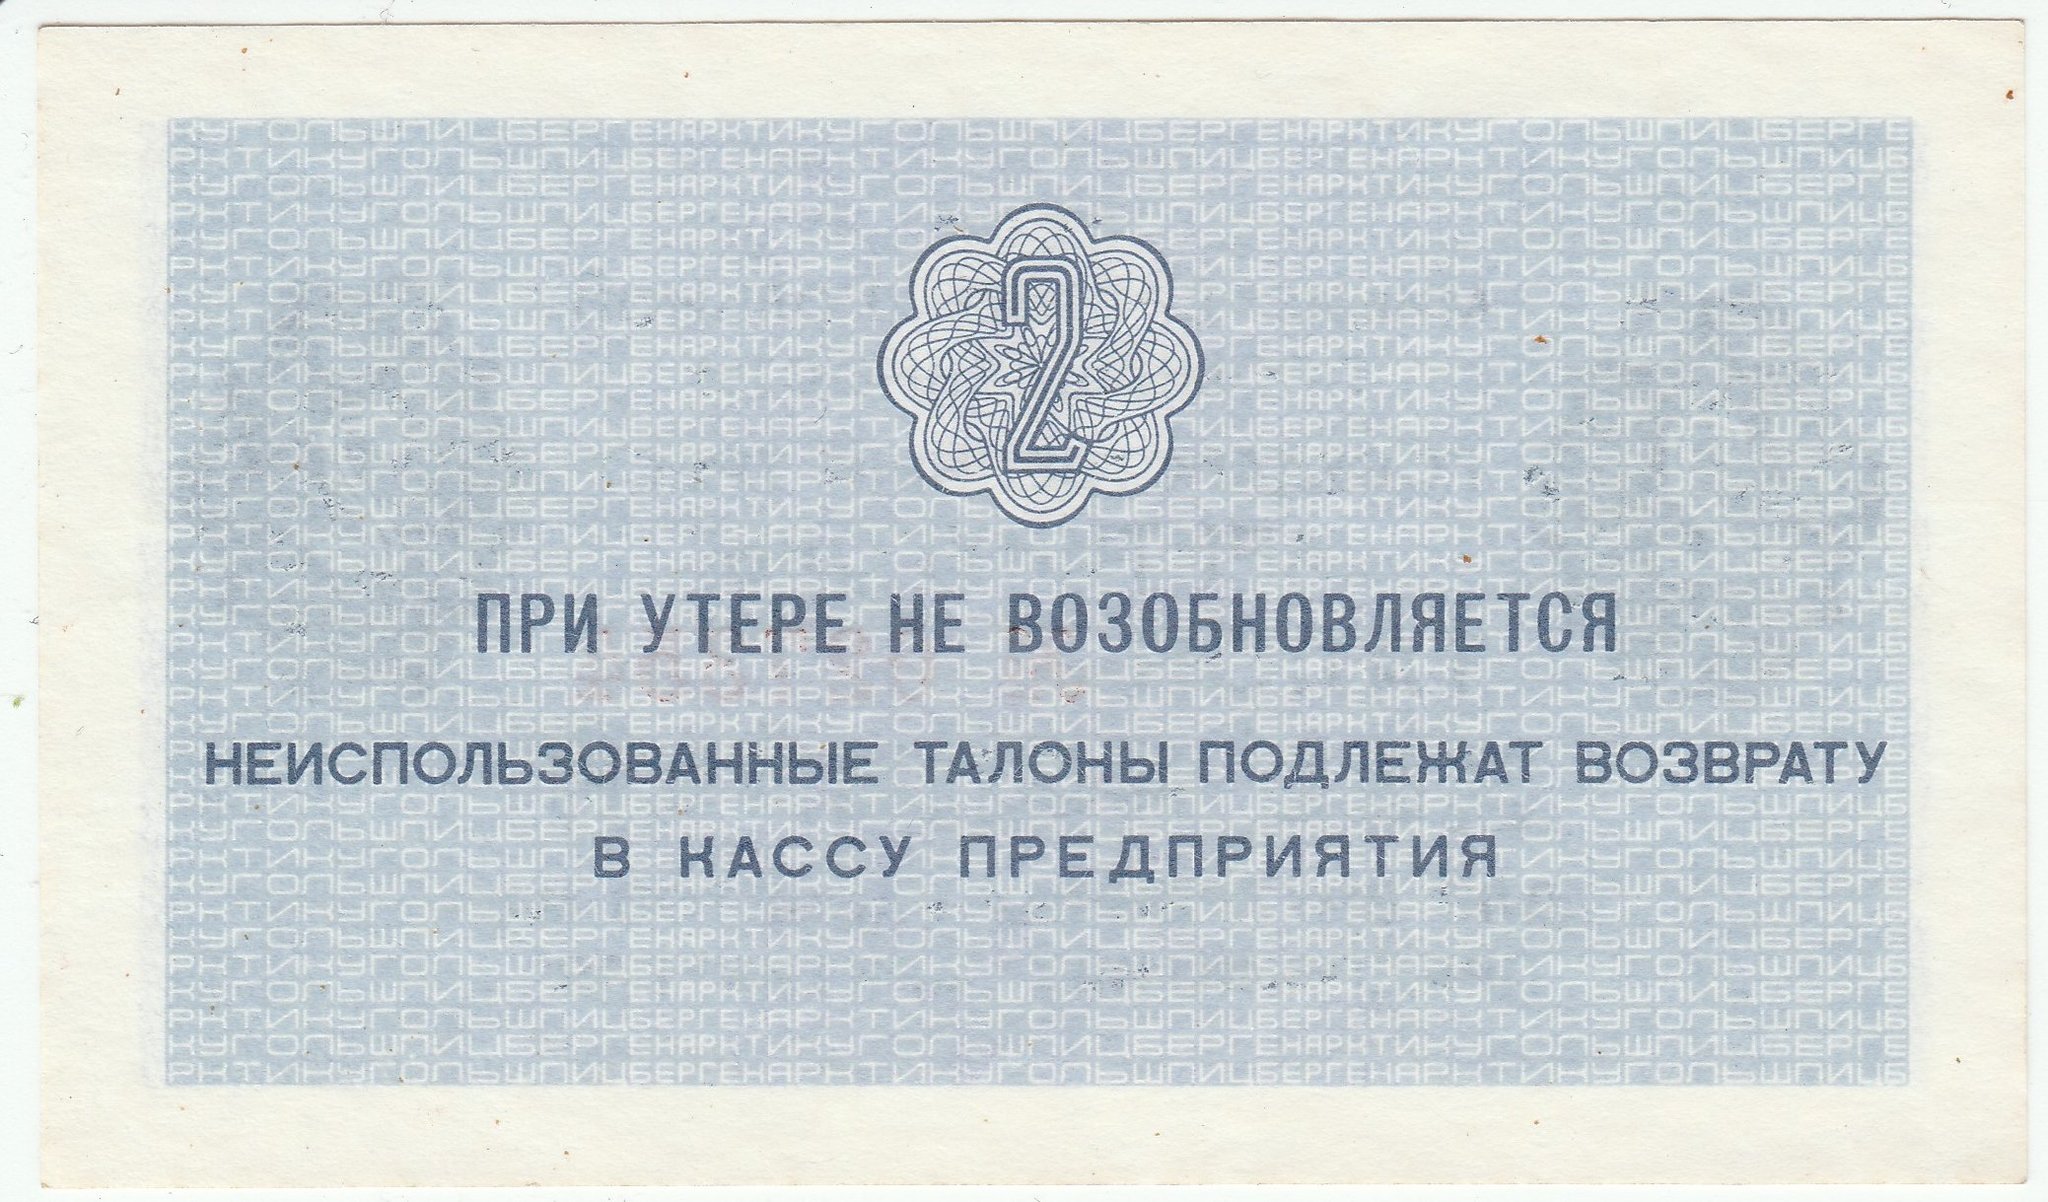 2
ПРИ УТЕРЕ НЕ ВОЗОБНОВЛЯЕТСЯ
НЕИСПОЛЬЗОВАННЫЕ ТАЛОНЫ ПОДЛЕЖАТ ВОЗВРАТУ
В КАССУ ПРЕДПРИЯТИЯ